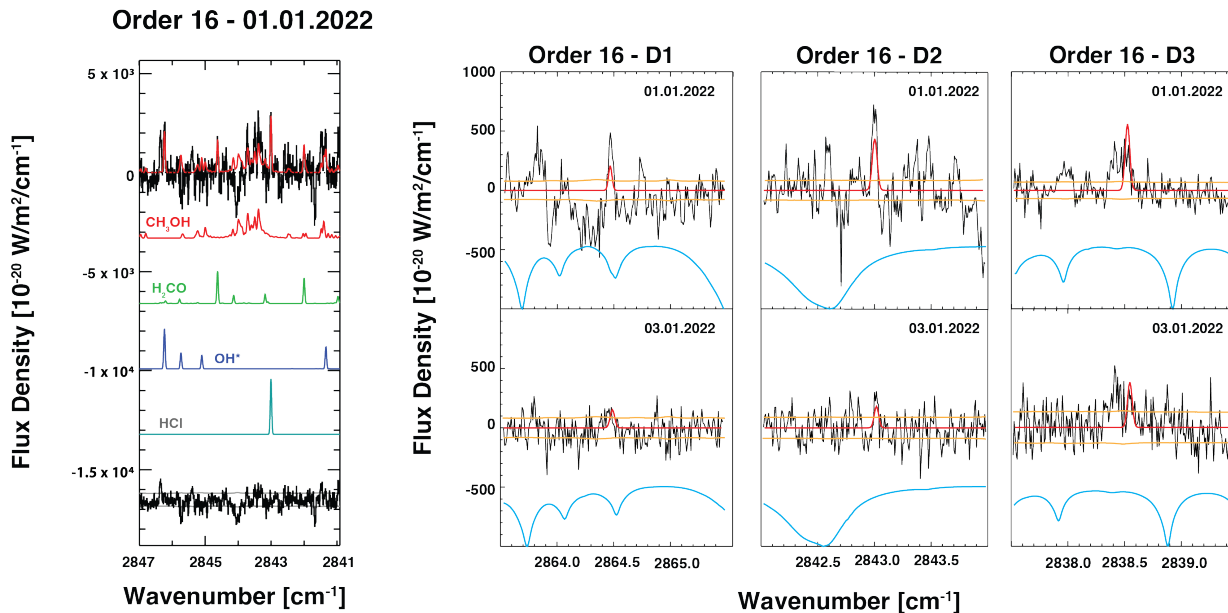 Order 16 - 01.01.2022
5 x 10³
0
-5 x 10³
-1 x 10⁴
-1.5 x 10⁴
CH₃OH
H₂CO
OH*
HCl
2847 2845 2843 2841
Wavenumber [cm⁻¹]
Flux Density [10⁻²⁰ W/m²/cm⁻¹]
Order 16 - D1 Order 16 - D2 Order 16 - D3
01.01.2022 01.01.2022 01.01.2022
1000
500
0
-500
03.01.2022 03.01.2022 03.01.2022
500
0
-500
2864.0 2864.5 2865.0 2842.5 2843.0 2843.5 2838.0 2838.5 2839.0
Flux Density [10⁻²⁰ W/m²/cm⁻¹]
Wavenumber [cm⁻¹]